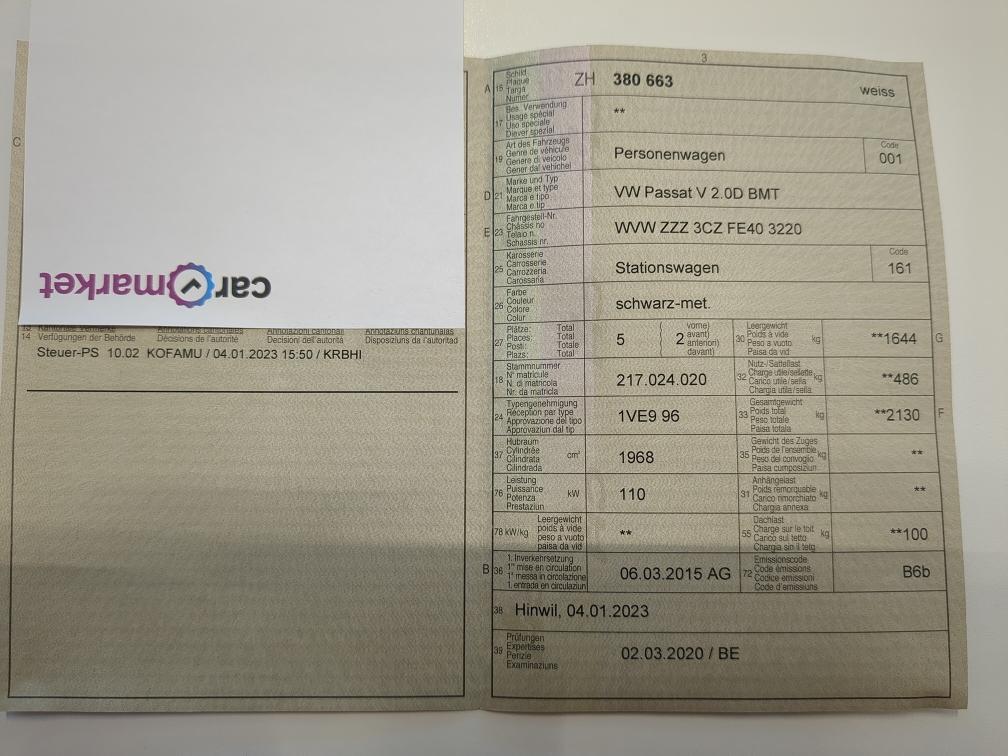 caromarket
C
14 Verfügungen der Behörde Décisions de l'autorité Decisioni dell'autorità Disposiziuns da l'autoritad
Steuer-PS 10.02 KOFAMU / 04.01.2023 15:50 / KRBHI
3
A 15 Schild
Plaque
Targa
Numer
ZH 380 663 weiss
17 Bes. Verwendung
Usage spécial
Uso speciale
Diever spezial
**
19 Art des Fahrzeugs
Genre de véhicule
Genere di veicolo
Gener dal vehichel
Personenwagen
Code
001
D 21 Marke und Typ
Marque et type
Marca e tipo
Marca e tip
VW Passat V 2.0D BMT
E 23 Fahrgestell-Nr.
Châssis no
Telaio n.
Schassis nr.
WVW ZZZ 3CZ FE40 3220
25 Karosserie
Carrosserie
Carrozzeria
Carossaria
Stationswagen
Code
161
26 Farbe
Couleur
Colore
Color
schwarz-met.
27 Plätze: Total
Places: Total
Posti: Totale
Plazs: Total
5 ( 2 vorne)
( avant)
( anteriori)
( davant)
30 Leergewicht
Poids à vide
Peso a vuoto
Paisa da vid
kg
**1644 G
18 Stammnummer
N° matricule
N. di matricola
Nr. da matricla
217.024.020
32 Nutz-/Sattellast
Charge utile/sellette
Carico utile/sella
Chargia utila/sella
kg
**486
24 Typengenehmigung
Réception par type
Approvazione del tipo
Approvaziun dal tip
1VE9 96
33 Gesamtgewicht
Poids total
Peso totale
Paisa totala
kg
**2130 F
37 Hubraum
Cylindrée
Cilindrata
Cilindrada
cm³
1968
35 Gewicht des Zuges
Poids de l'ensemble
Peso del convoglio
Paisa cumposiziun
kg
**
76 Leistung
Puissance
Potenza
Prestaziun
kW
110
31 Anhängelast
Poids remorquable
Carico rimorchiato
Chargia annexa
kg
**
78 kW/kg Leergewicht
poids à vide
peso a vuoto
paisa da vid
**
55 Dachlast
Charge sur le toit
Carico sul tetto
Chargia sin il tetg
kg
**100
B 36 1. Inverkehrsetzung
1re mise en circulation
1a messa in circolazione
1. entrada en circulaziun
06.03.2015 AG
72 Emissionscode
Code émissions
Codice emissioni
Code d'emissiuns
B6b
38 Hinwil, 04.01.2023
39 Prüfungen
Expertises
Perizie
Examinaziuns
02.03.2020 / BE